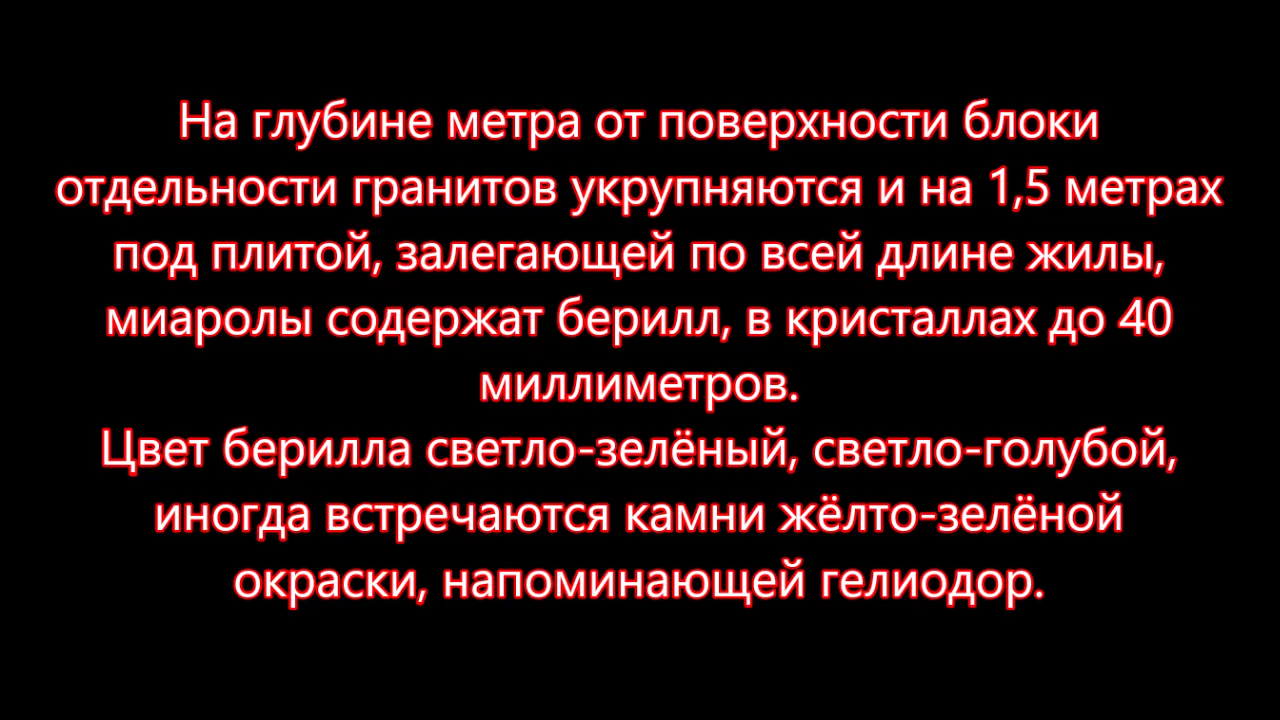 На глубине метра от поверхности блоки
отдельности гранитов укрупняются и на 1,5 метрах
под плитой, залегающей по всей длине жилы,
миаролы содержат берилл, в кристаллах до 40
миллиметров.
Цвет берилла светло-зелёный, светло-голубой,
иногда встречаются камни жёлто-зелёной
окраски, напоминающей гелиодор.